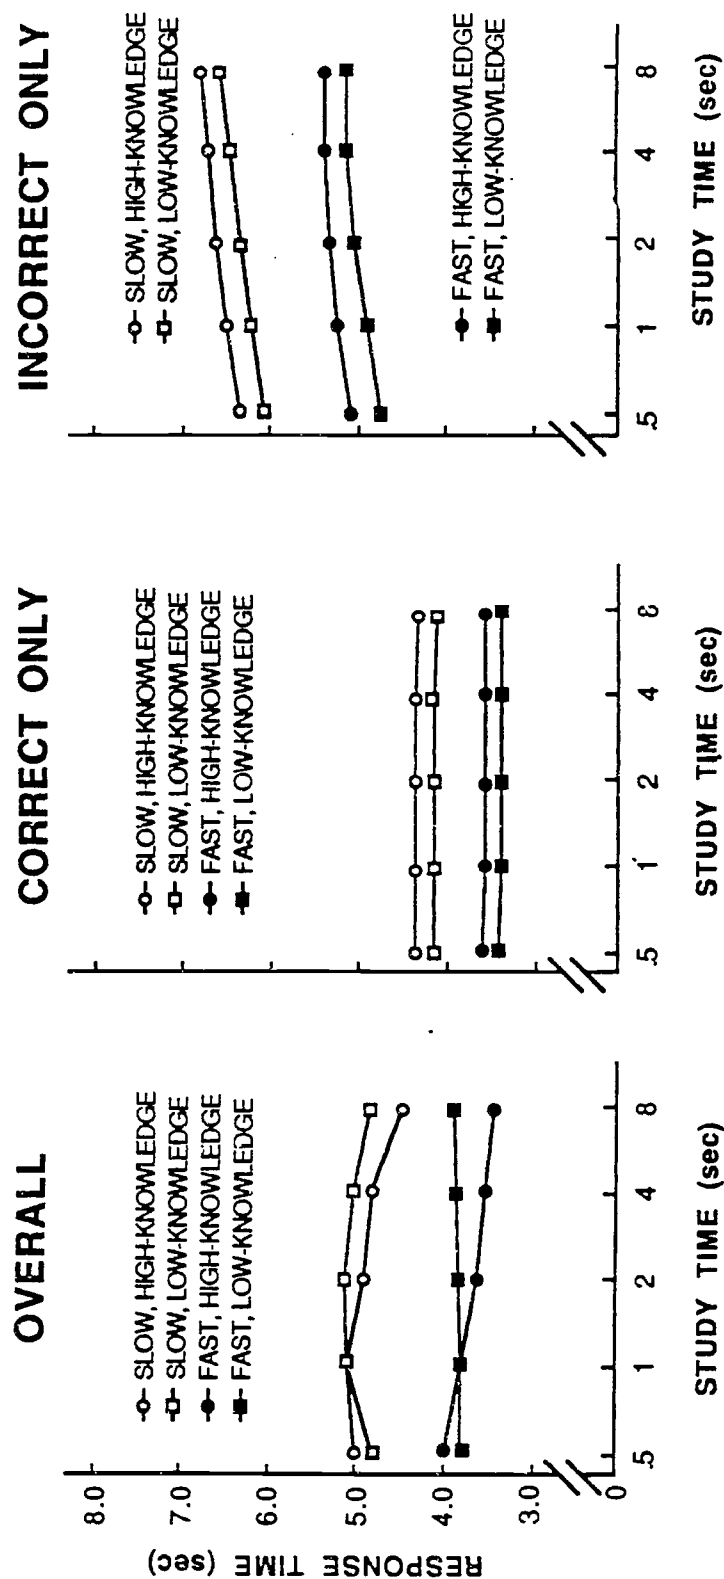 OVERALL
SLOW, HIGH-KNOWLEDGE
SLOW, LOW-KNOWLEDGE
FAST, HIGH-KNOWLEDGE
FAST, LOW-KNOWLEDGE
RESPONSE TIME (sec)
8.0
7.0
6.0
5.0
4.0
3.0
0
.5 1 2 4 8
STUDY TIME (sec)
CORRECT ONLY
SLOW, HIGH-KNOWLEDGE
SLOW, LOW-KNOWLEDGE
FAST, HIGH-KNOWLEDGE
FAST, LOW-KNOWLEDGE
.5 1 2 4 8
STUDY TIME (sec)
INCORRECT ONLY
SLOW, HIGH-KNOWLEDGE
SLOW, LOW-KNOWLEDGE
FAST, HIGH-KNOWLEDGE
FAST, LOW-KNOWLEDGE
.5 1 2 4 8
STUDY TIME (sec)